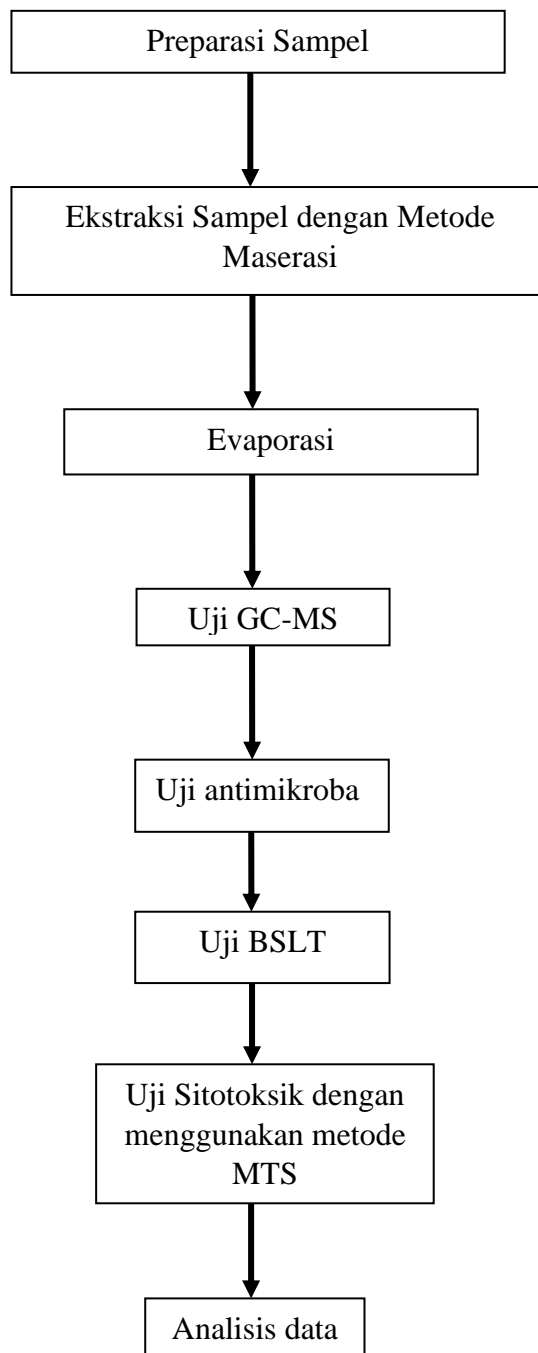 Preparasi Sampel
Ekstraksi Sampel dengan Metode
Maserasi
Evaporasi
Uji GC-MS
Uji antimikroba
Uji BSLT
Uji Sitotoksik dengan
menggunakan metode
MTS
Analisis data